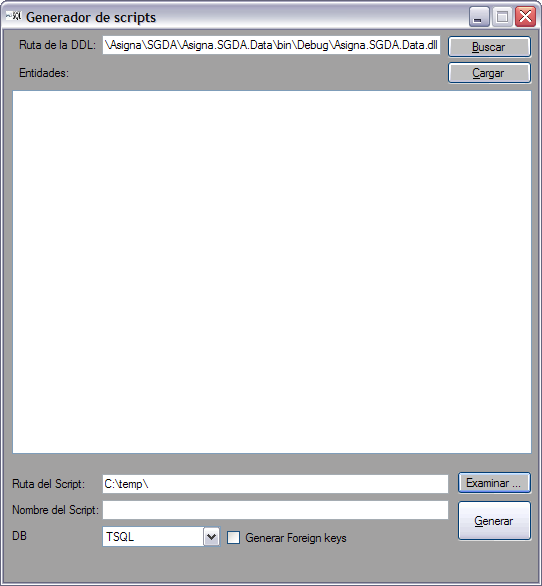 SQL Generador de scripts
Ruta de la DDL: \Asigna\SGDA\Asigna.SGDA.Data\bin\Debug\Asigna.SGDA.Data.dll Buscar
Entidades: Cargar
Ruta del Script: C:\temp\ Examinar ...
Nombre del Script: Generar
DB TSQL Generar Foreign keys